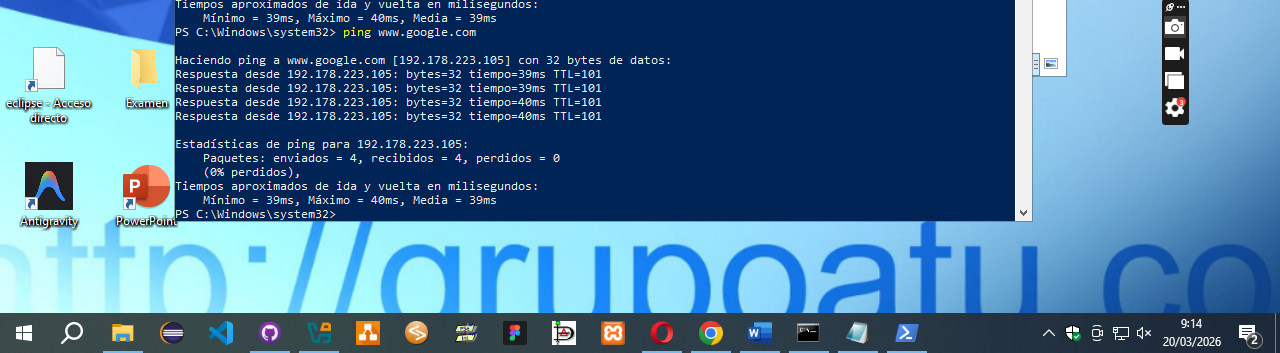 Tiempos aproximados de ida y vuelta en milisegundos:
Mínimo = 39ms, Máximo = 40ms, Media = 39ms
PS C:\Windows\system32> ping www.google.com
Haciendo ping a www.google.com [192.178.223.105] con 32 bytes de datos:
Respuesta desde 192.178.223.105: bytes=32 tiempo=39ms TTL=101
Respuesta desde 192.178.223.105: bytes=32 tiempo=39ms TTL=101
Respuesta desde 192.178.223.105: bytes=32 tiempo=40ms TTL=101
Respuesta desde 192.178.223.105: bytes=32 tiempo=40ms TTL=101
Estadísticas de ping para 192.178.223.105:
Paquetes: enviados = 4, recibidos = 4, perdidos = 0
(0% perdidos),
Tiempos aproximados de ida y vuelta en milisegundos:
Mínimo = 39ms, Máximo = 40ms, Media = 39ms
PS C:\Windows\system32>
eclipse - Acceso
directo
Examen
Antigravity
P
PowerPoint
3
http://grupoatu.co
W
9:14
20/03/2026
2